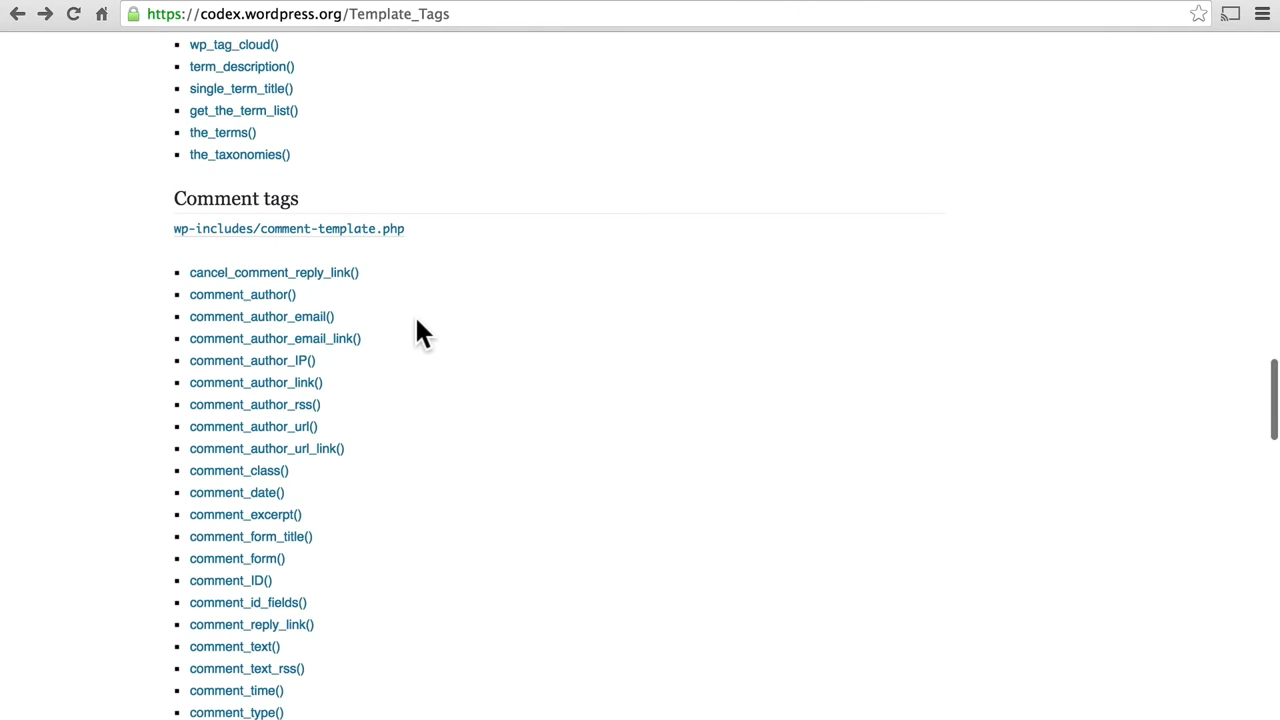 https://codex.wordpress.org/Template_Tags
wp_tag_cloud()
term_description()
single_term_title()
get_the_term_list()
the_terms()
the_taxonomies()
Comment tags
wp-includes/comment-template.php
cancel_comment_reply_link()
comment_author()
comment_author_email()
comment_author_email_link()
comment_author_IP()
comment_author_link()
comment_author_rss()
comment_author_url()
comment_author_url_link()
comment_class()
comment_date()
comment_excerpt()
comment_form_title()
comment_form()
comment_ID()
comment_id_fields()
comment_reply_link()
comment_text()
comment_text_rss()
comment_time()
comment_type()